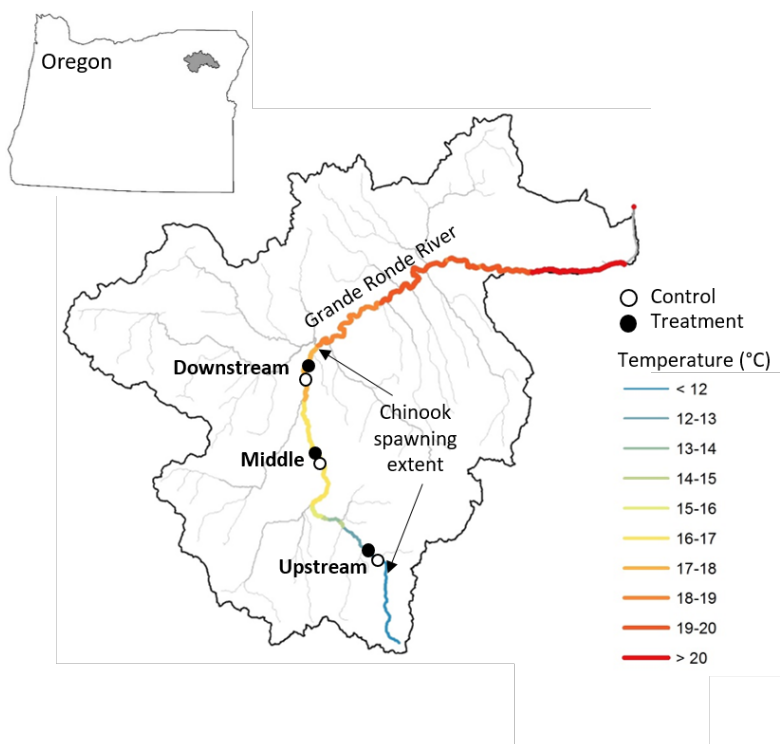 Oregon
Grande Ronde River
Control
Treatment
Temperature (°C)
< 12
12-13
13-14
14-15
15-16
16-17
17-18
18-19
19-20
> 20
Downstream
Chinook
spawning
extent
Middle
Upstream